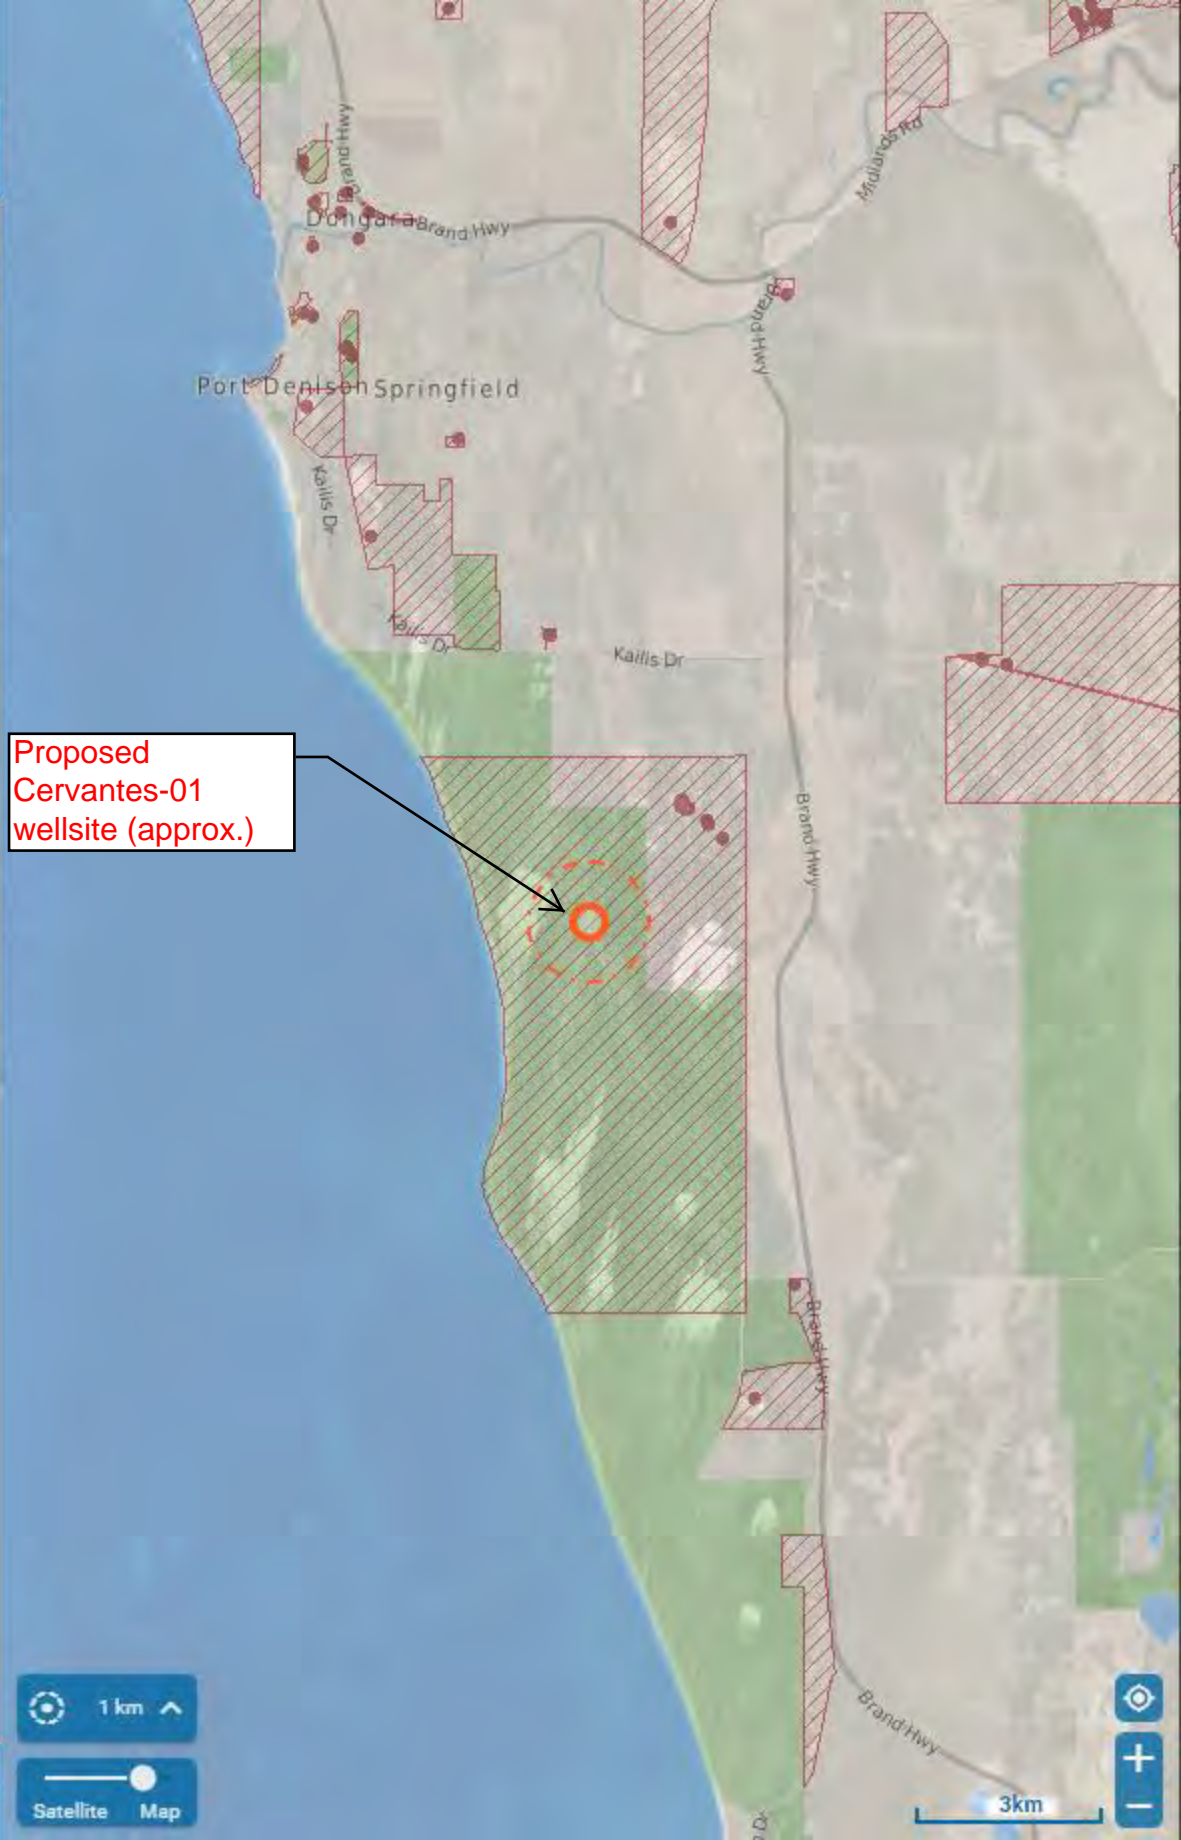 Brand Hwy
Midlands Rd
Dongara
Brand Hwy
Brand Hwy
Port Denison
Springfield
Kailis Dr
Kailis Dr
Kailis Dr
Proposed
Cervantes-01
wellsite (approx.)
Brand Hwy
Brand Hwy
Brand Hwy
1 km
Satellite Map
3km